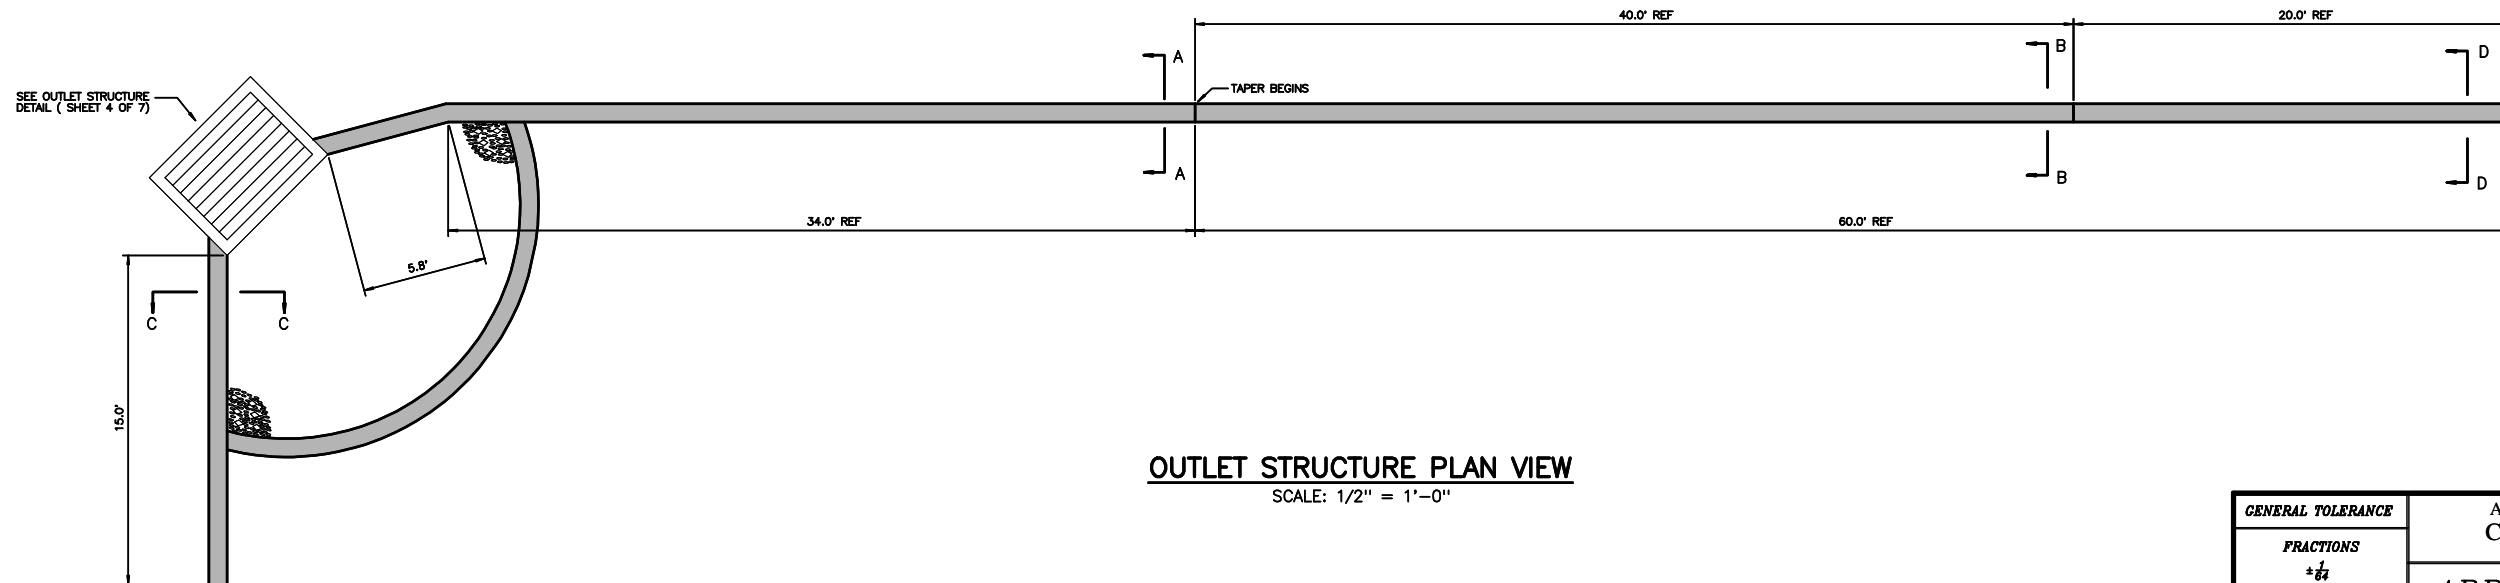 40.0' REF
20.0' REF
A
B
D
SEE OUTLET STRUCTURE
DETAIL ( SHEET 4 OF 7)
TAPER BEGINS
A
B
D
34.0' REF
60.0' REF
5.8'
C
C
15.0'
OUTLET STRUCTURE PLAN VIEW
SCALE: 1/2" = 1'-0"
GENERAL TOLERANCE
FRACTIONS
±1/64